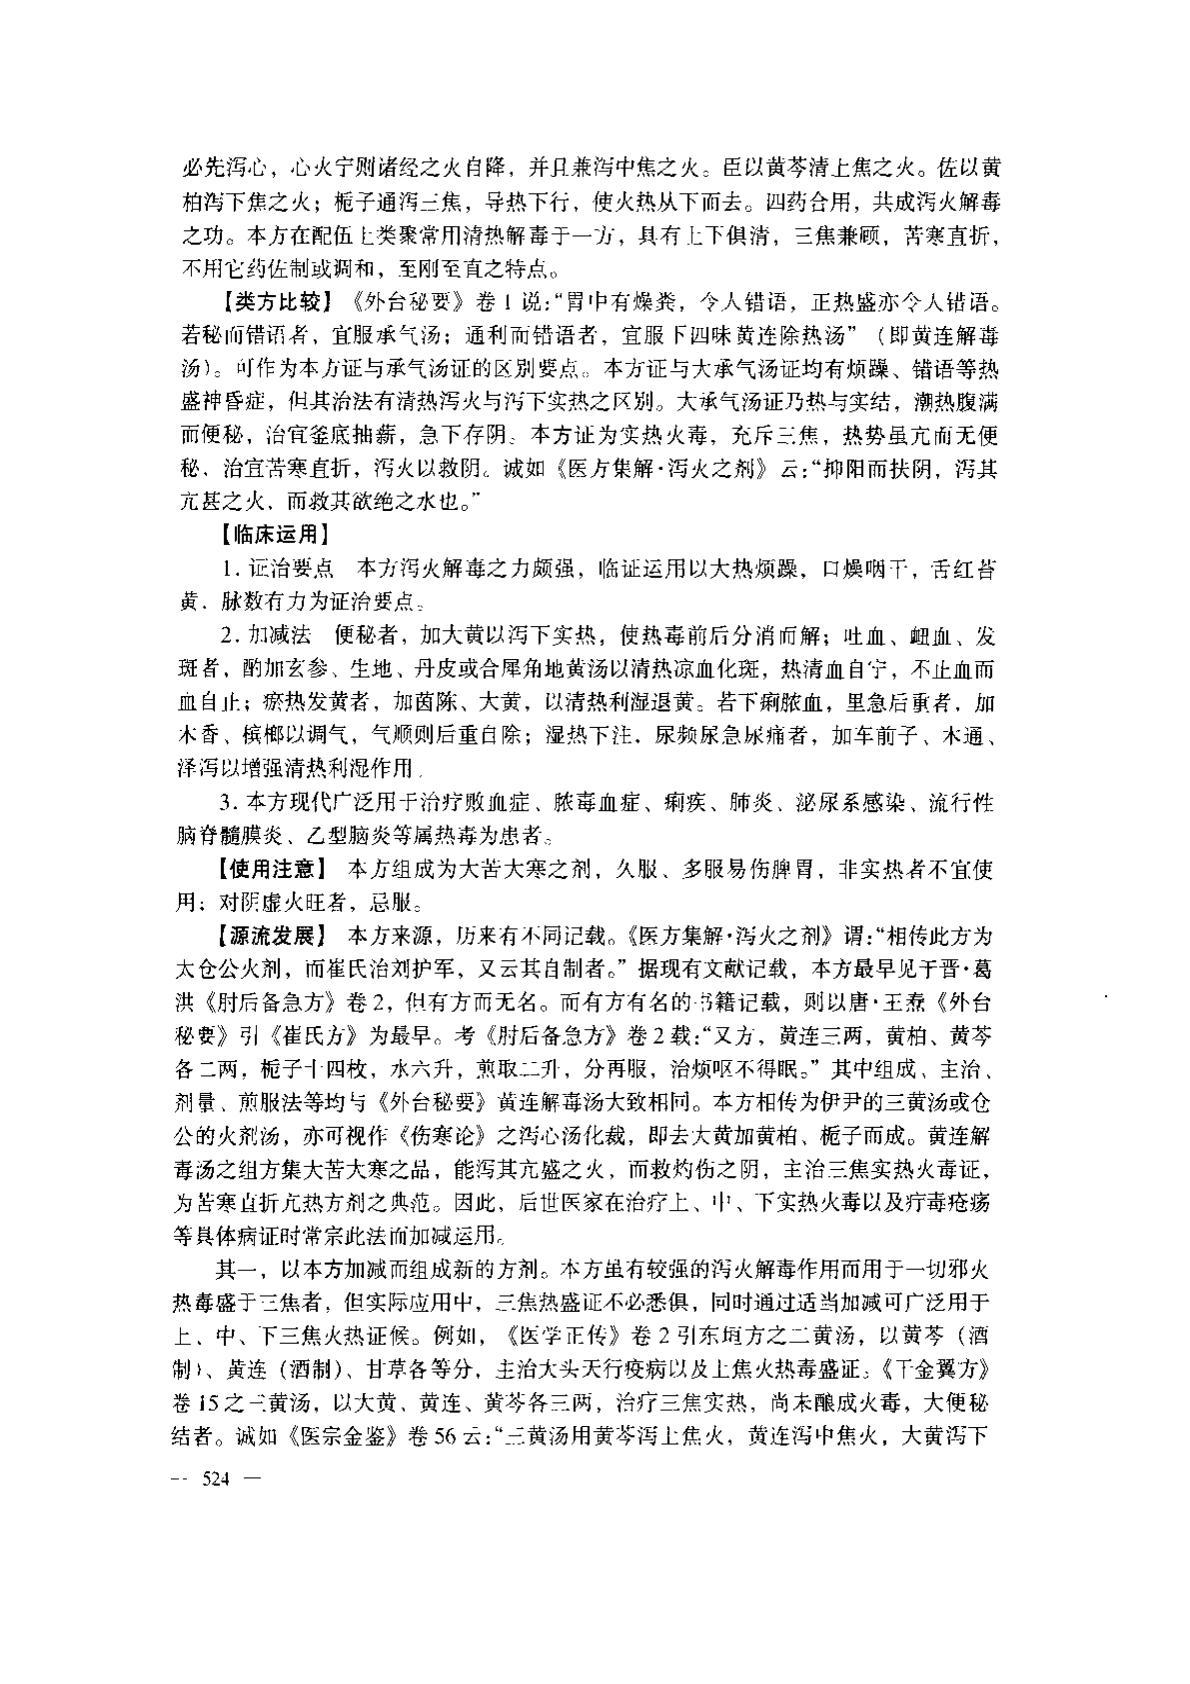 必先泻心，心火宁则诸经之火自降，并且兼泻中焦之火。臣以黄芩清上焦之火。佐以黄
柏泻下焦之火；栀子通泻三焦，导热下行，使火热从下而去。四药合用，共成泻火解毒
之功。本方在配伍上类聚常用清热解毒于一方，具有上下俱清，三焦兼顾，苦寒直折，
不用它药佐制或调和，至刚至直之特点。
【类方比较】《外台秘要》卷1说：“胃中有燥粪，令人错语，正热盛亦令人错语。
若秘而错语者，宜服承气汤；通利而错语者，宜服下四味黄连除热汤”（即黄连解毒
汤）。可作为本方证与承气汤证的区别要点。本方证与大承气汤证均有烦躁、错语等热
盛神昏症，但其治法有清热泻火与泻下实热之区别。大承气汤证乃热与实结，潮热腹满
而便秘，治宜釜底抽薪，急下存阴。本方证为实热火毒，充斥三焦，热势虽亢而无便
秘，治宜苦寒直折，泻火以救阴。诚如《医方集解·泻火之剂》云：“抑阳而扶阴，泻其
亢甚之火，而救其欲绝之水也。”
【临床运用】
1. 证治要点　本方泻火解毒之力颇强，临证运用以大热烦躁，口燥咽干，舌红苔
黄，脉数有力为证治要点。
2. 加减法　便秘者，加大黄以泻下实热，使热毒前后分消而解；吐血、衄血、发
斑者，酌加玄参、生地、丹皮或合犀角地黄汤以清热凉血化斑，热清血自宁，不止血而
血自止；瘀热发黄者，加茵陈、大黄，以清热利湿退黄。若下痢脓血，里急后重者，加
木香、槟榔以调气，气顺则后重自除；湿热下注，尿频尿急尿痛者，加车前子、木通、
泽泻以增强清热利湿作用。
3. 本方现代广泛用于治疗败血症、脓毒血症、痢疾、肺炎、泌尿系感染、流行性
脑脊髓膜炎、乙型脑炎等属热毒为患者。
【使用注意】 本方组成为大苦大寒之剂，久服、多服易伤脾胃，非实热者不宜使
用；对阴虚火旺者，忌服。
【源流发展】 本方来源，历来有不同记载。《医方集解·泻火之剂》谓：“相传此方为
太仓公火剂，而崔氏治刘护军，又云其自制者。”据现有文献记载，本方最早见于晋·葛
洪《肘后备急方》卷2，但有方而无名。而有方有名的书籍记载，则以唐·王焘《外台
秘要》引《崔氏方》为最早。考《肘后备急方》卷2载：“又方，黄连三两，黄柏、黄芩
各二两，栀子十四枚，水六升，煎取二升，分再服，治烦呕不得眠。”其中组成、主治、
剂量、煎服法等均与《外台秘要》黄连解毒汤大致相同。本方相传为伊尹的三黄汤或仓
公的火剂汤，亦可视作《伤寒论》之泻心汤化裁，即去大黄加黄柏、栀子而成。黄连解
毒汤之组方集大苦大寒之品，能泻其亢盛之火，而救灼伤之阴，主治三焦实热火毒证，
为苦寒直折亢热方剂之典范。因此，后世医家在治疗上、中、下实热火毒以及疔毒疮疡
等具体病证时常宗此法而加减运用。
其一，以本方加减而组成新的方剂。本方虽有较强的泻火解毒作用而用于一切邪火
热毒盛于三焦者，但实际应用中，三焦热盛证不必悉俱，同时通过适当加减可广泛用于
上、中、下三焦火热证候。例如，《医学正传》卷2引东垣方之二黄汤，以黄芩（酒
制）、黄连（酒制）、甘草各等分，主治大头天行疫病以及上焦火热毒盛证；《千金翼方》
卷15之三黄汤，以大黄、黄连、黄芩各三两，治疗三焦实热，尚未酿成火毒，大便秘
结者。诚如《医宗金鉴》卷56云：“三黄汤用黄芩泻上焦火，黄连泻中焦火，大黄泻下
— 524 —